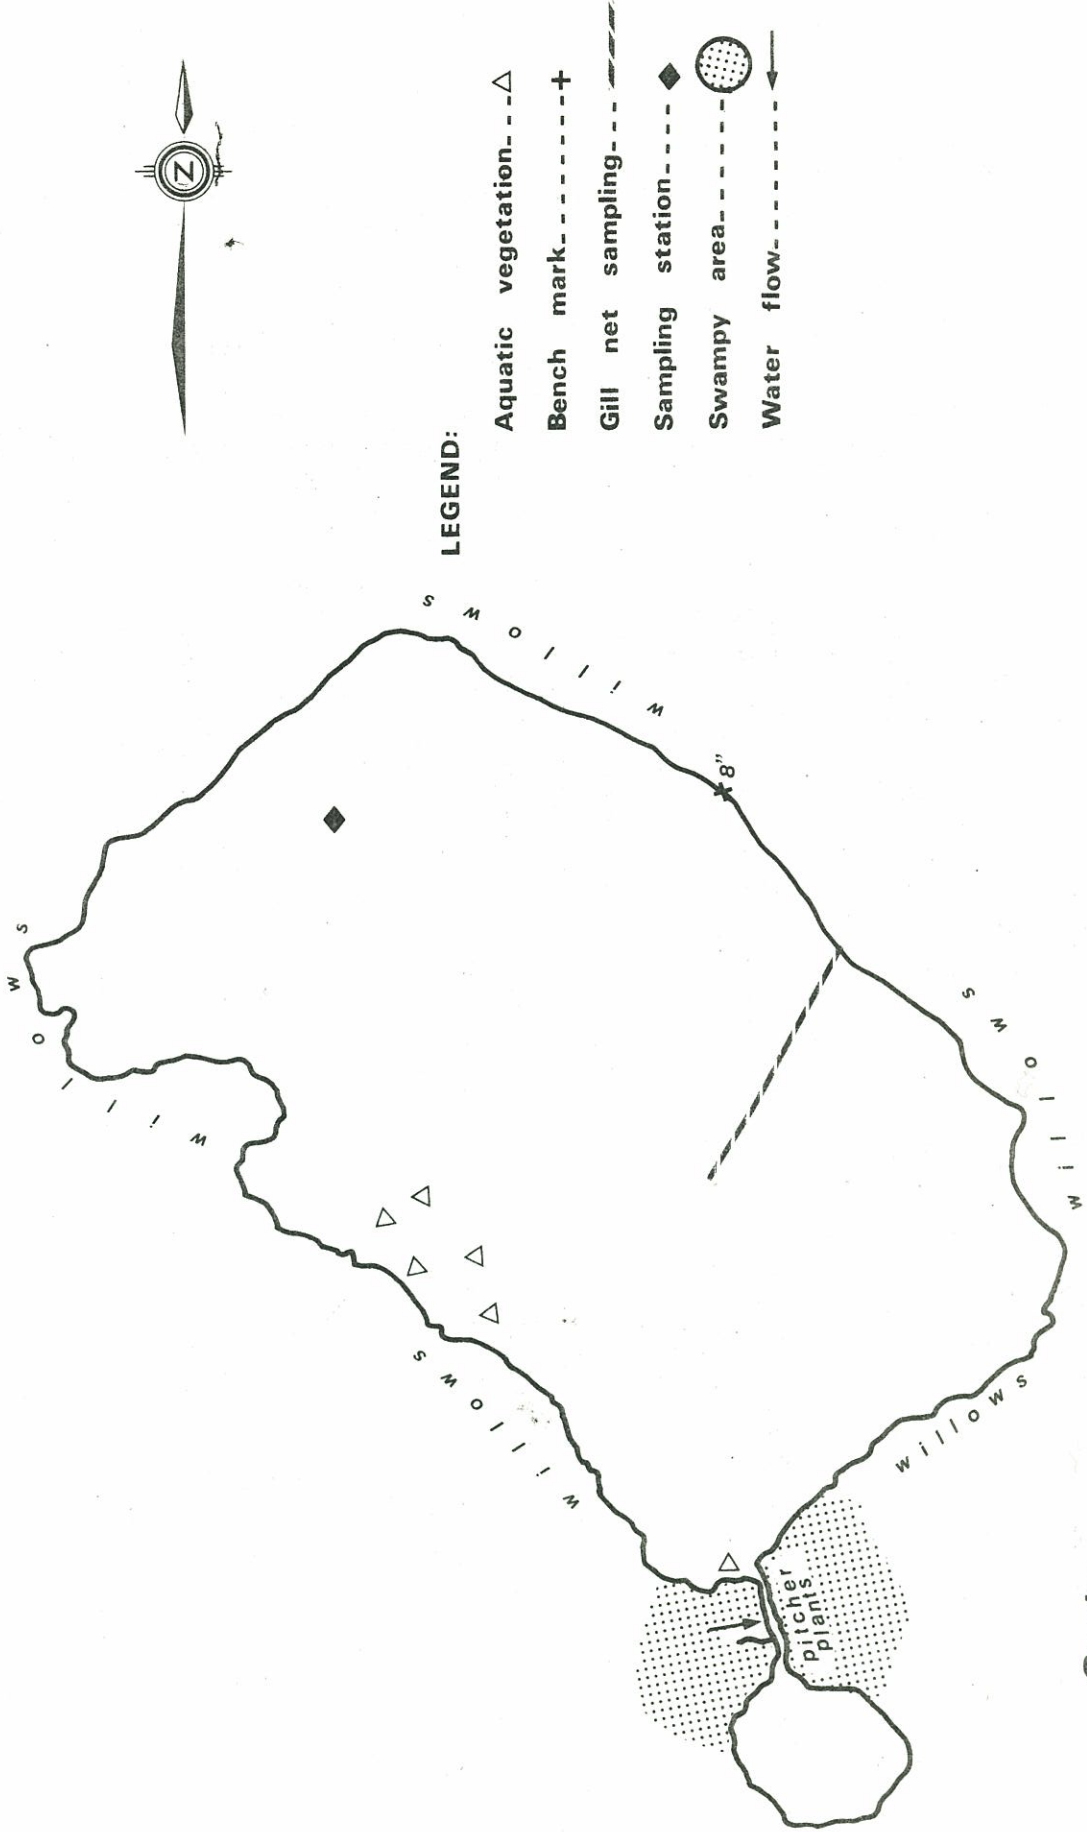 N
LEGEND:
Aquatic vegetation
Bench mark
Gill net sampling
Sampling station
Swampy area
Water flow
willows
willows
willows
8"
willows
willows
pitcher
plants